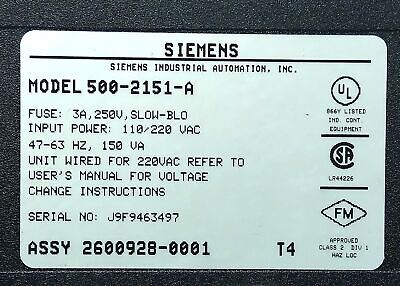 SIEMENS
SIEMENS INDUSTRIAL AUTOMATION, INC.
MODEL 500-2151-A
FUSE: 3A,250V,SLOW-BLO
INPUT POWER: 110/220 VAC
47-63 HZ, 150 VA
UNIT WIRED FOR 220VAC REFER TO
USER'S MANUAL FOR VOLTAGE
CHANGE INSTRUCTIONS
SERIAL NO: J9F9463497
ASSY 2600928-0001 T4
UL
866Y LISTED
IND. CONT.
EQUIPMENT
SA
LR44226
FM
APPROVED
CLASS 2 DIV 1
HAZ LOC